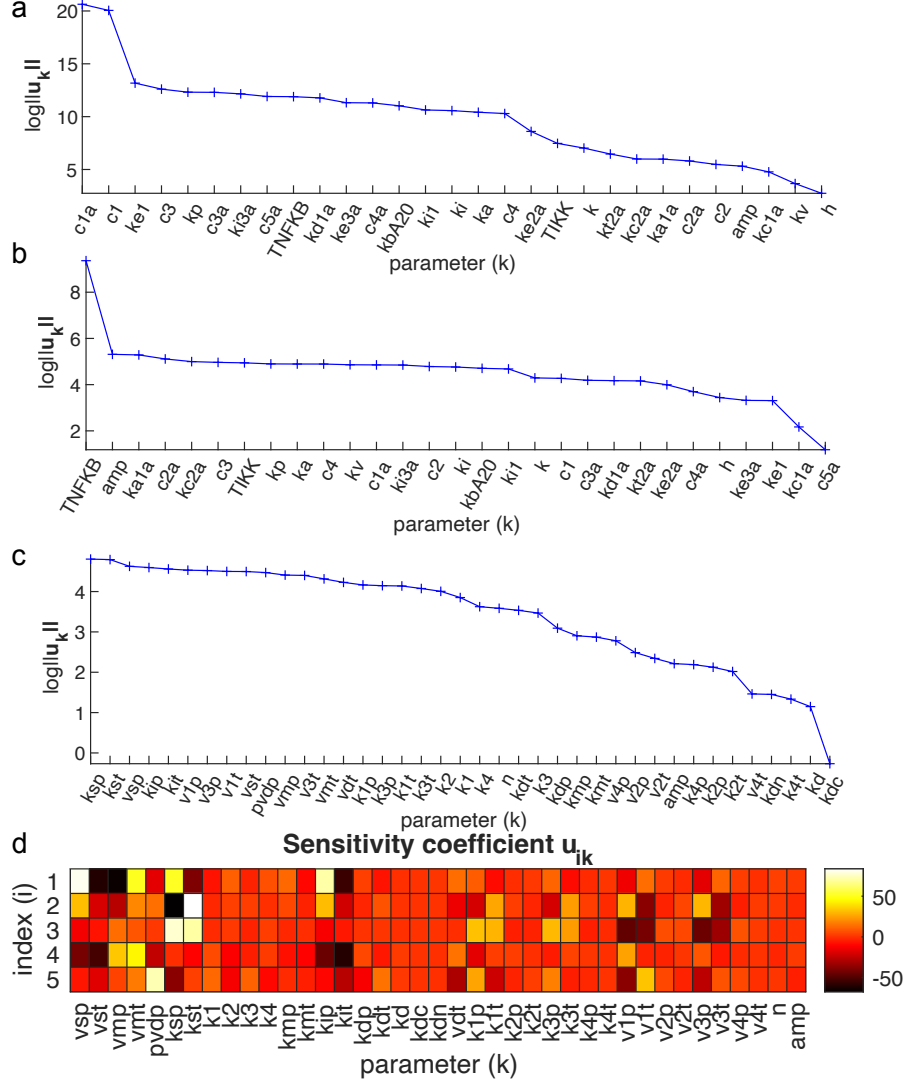 a
20
15
10
5
log||u_k||
c1a c1 ke1 c3 kp c3a ki3a c5a TNFKB kd1a ke3a c4a kbA20 ki1 ki ka c4 ke2a TIKK k kt2a kc2a ka1a c2a c2 amp kc1a kv h
parameter (k)
b
8
6
4
2
log||u_k||
TNFKB amp ka1a c2a kc2a c3 TIKK kp ka c4 kv c1a ki3a c2 ki kbA20 ki1 k c1 c3a kd1a kt2a ke2a c4a h ke3a ke1 kc1a c5a
parameter (k)
c
4
3
2
1
0
log||u_k||
ksp kst vsp kip kit v1p v3p v1t vst pvdp vmp v3t vmt vdt k1p k3p k1t k3t k2 k1 k4 n kdt k3 kdp kmp kmt v4p v2p v2t amp k4p k2p k2t v4t kdn k4t kd kdc
parameter (k)
d
Sensitivity coefficient u_ik
1
2
3
4
5
index (i)
50
0
-50
vsp vst vmp vmt pvdp ksp kst k1 k2 k3 k4 kmp kmt kip kit kdp kdt kd kdc kdn vdt k1p k1t k2p k2t k3p k3t k4p k4t v1p v1t v2p v2t v3p v3t v4p v4t n amp
parameter (k)